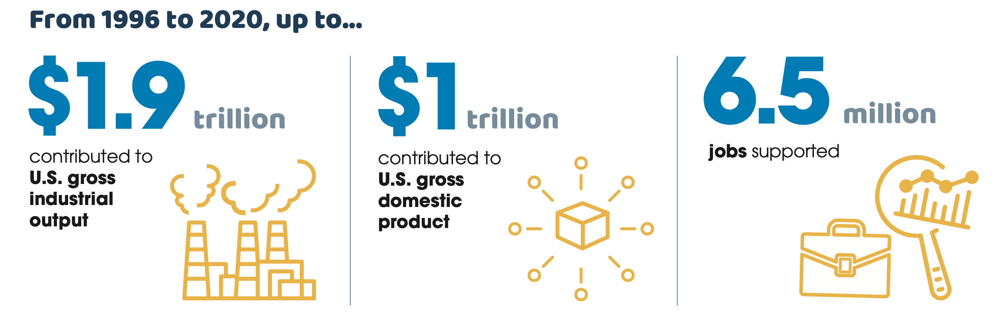 From 1996 to 2020, up to...
$1.9 trillion
contributed to
U.S. gross
industrial
output
$1 trillion
contributed to
U.S. gross
domestic
product
6.5 million
jobs supported